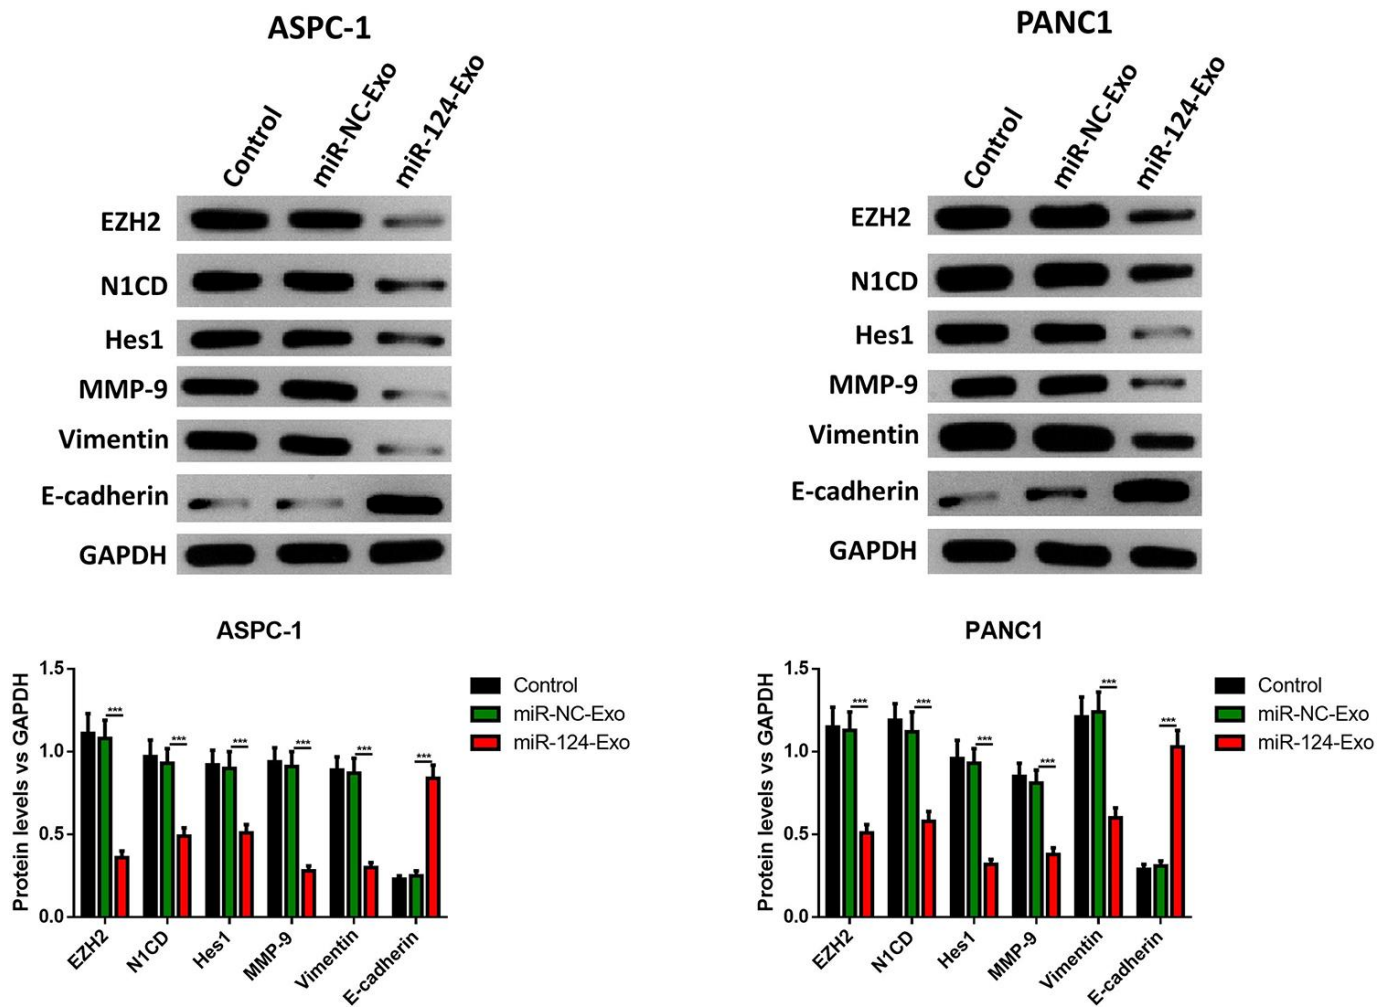 ASPC-1
Control
miR-NC-Exo
miR-124-Exo
EZH2
N1CD
Hes1
MMP-9
Vimentin
E-cadherin
GAPDH
PANC1
Control
miR-NC-Exo
miR-124-Exo
EZH2
N1CD
Hes1
MMP-9
Vimentin
E-cadherin
GAPDH
ASPC-1
Protein levels vs GAPDH
1.5
1.0
0.5
0.0
***
***
***
***
***
***
EZH2
N1CD
Hes1
MMP-9
Vimentin
E-cadherin
Control
miR-NC-Exo
miR-124-Exo
PANC1
Protein levels vs GAPDH
1.5
1.0
0.5
0.0
***
***
***
***
***
***
EZH2
N1CD
Hes1
MMP-9
Vimentin
E-cadherin
Control
miR-NC-Exo
miR-124-Exo